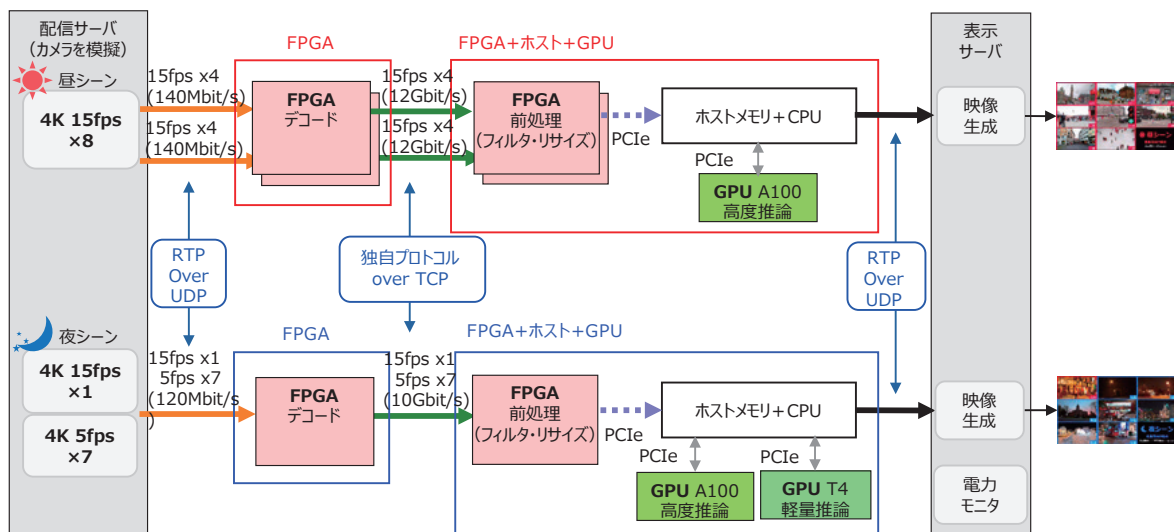 配信サーバ
(カメラを模擬)
昼シーン
4K 15fps
×8
15fps x4
(140Mbit/s)
15fps x4
(140Mbit/s)
FPGA
FPGA
デコード
15fps x4
(12Gbit/s)
15fps x4
(12Gbit/s)
FPGA+ホスト+GPU
FPGA
前処理
(フィルタ・リサイズ)
PCIe
ホストメモリ+CPU
PCIe
GPU A100
高度推論
表示
サーバ
映像
生成
RTP
Over
UDP
独自プロトコル
over TCP
RTP
Over
UDP
夜シーン
4K 15fps
×1
4K 5fps
×7
15fps x1
5fps x7
(120Mbit/s
)
FPGA
FPGA
デコード
15fps x1
5fps x7
(10Gbit/s)
FPGA+ホスト+GPU
FPGA
前処理
(フィルタ・リサイズ)
PCIe
ホストメモリ+CPU
PCIe
PCIe
GPU A100
高度推論
GPU T4
軽量推論
映像
生成
電力
モニタ
昼シーン
夜シーン